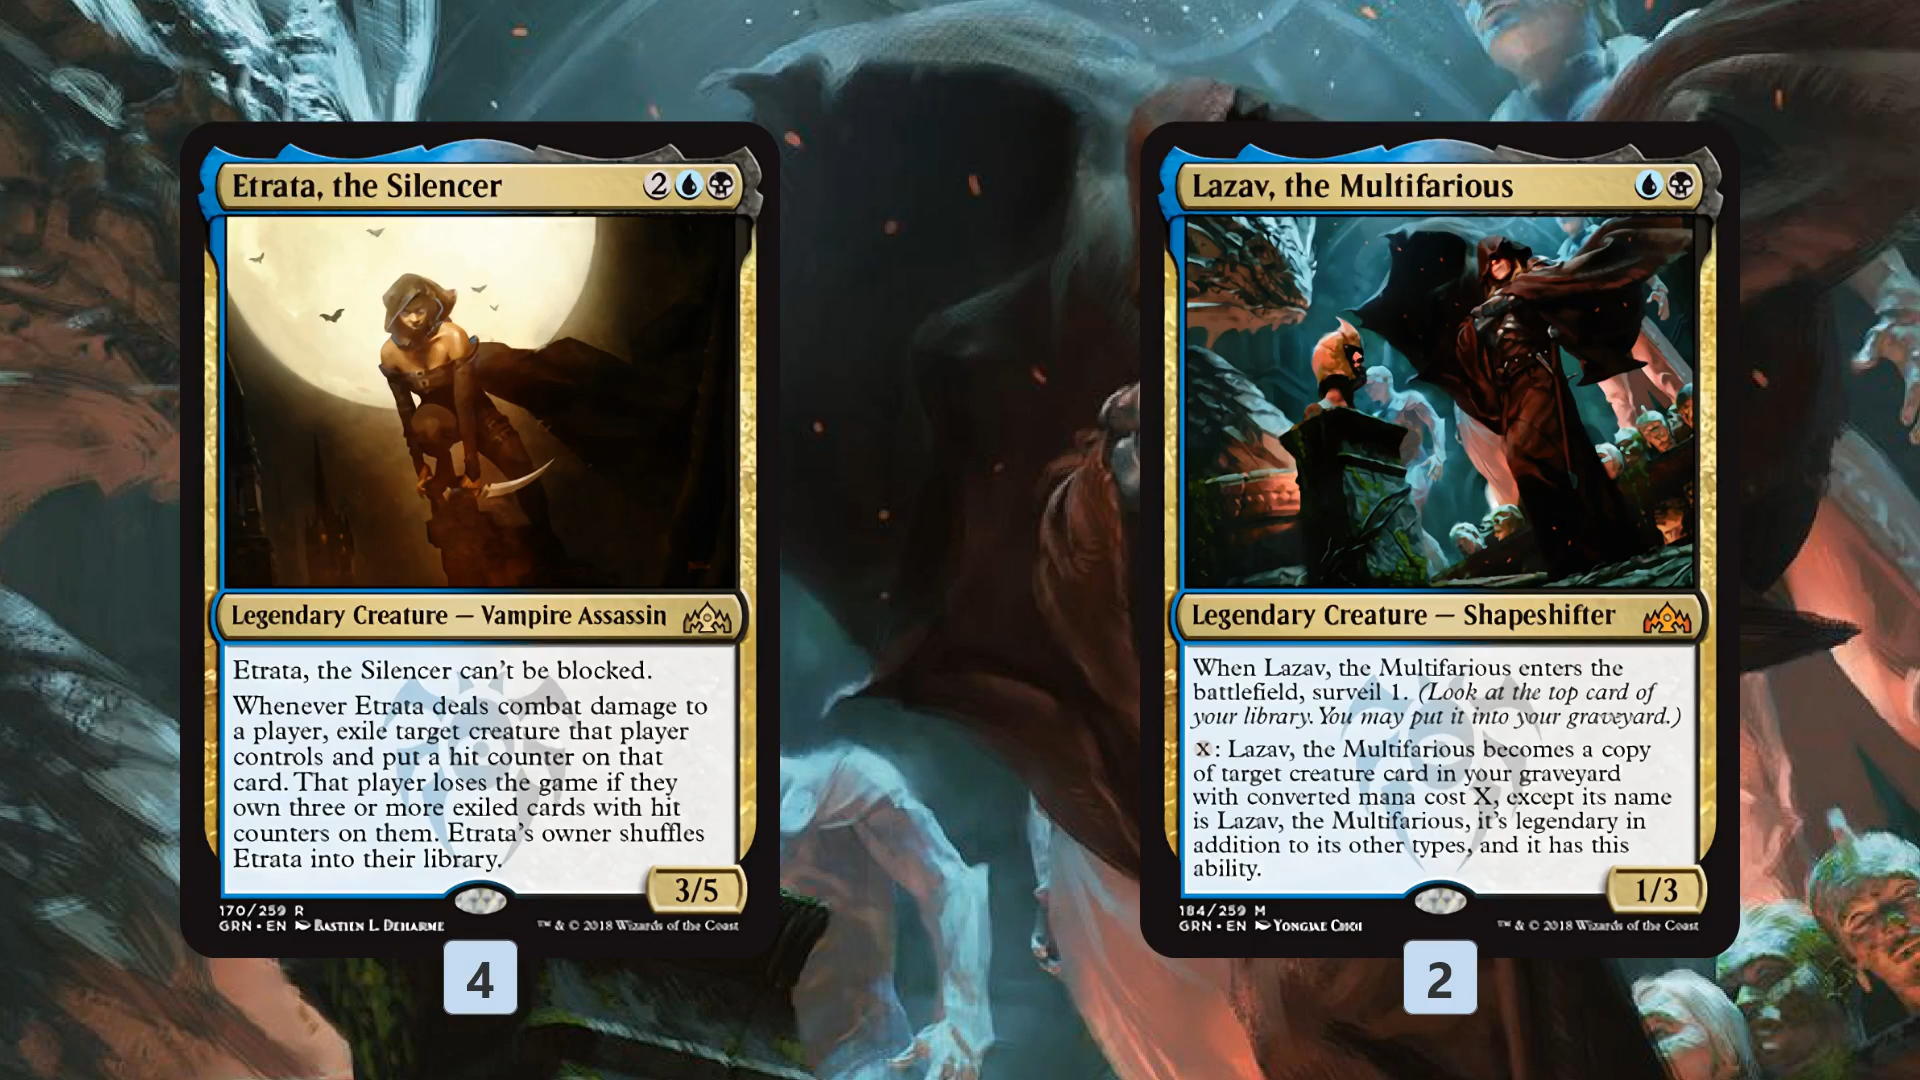 Etrata, the Silencer
2
Legendary Creature — Vampire Assassin
Etrata, the Silencer can't be blocked.
Whenever Etrata deals combat damage to
a player, exile target creature that player
controls and put a hit counter on that
card. That player loses the game if they
own three or more exiled cards with hit
counters on them. Etrata's owner shuffles
Etrata into their library.
3/5
170/259 R
GRN • EN BASTIEN L. DEHARME
™ & © 2018 Wizards of the Coast
4
Lazav, the Multifarious
Legendary Creature — Shapeshifter
When Lazav, the Multifarious enters the
battlefield, surveil 1. (Look at the top card of
your library. You may put it into your graveyard.)
X: Lazav, the Multifarious becomes a copy
of target creature card in your graveyard
with converted mana cost X, except its name
is Lazav, the Multifarious, it's legendary in
addition to its other types, and it has this
ability.
1/3
184/259 M
GRN • EN YONGJAE CHOI
™ & © 2018 Wizards of the Coast
2